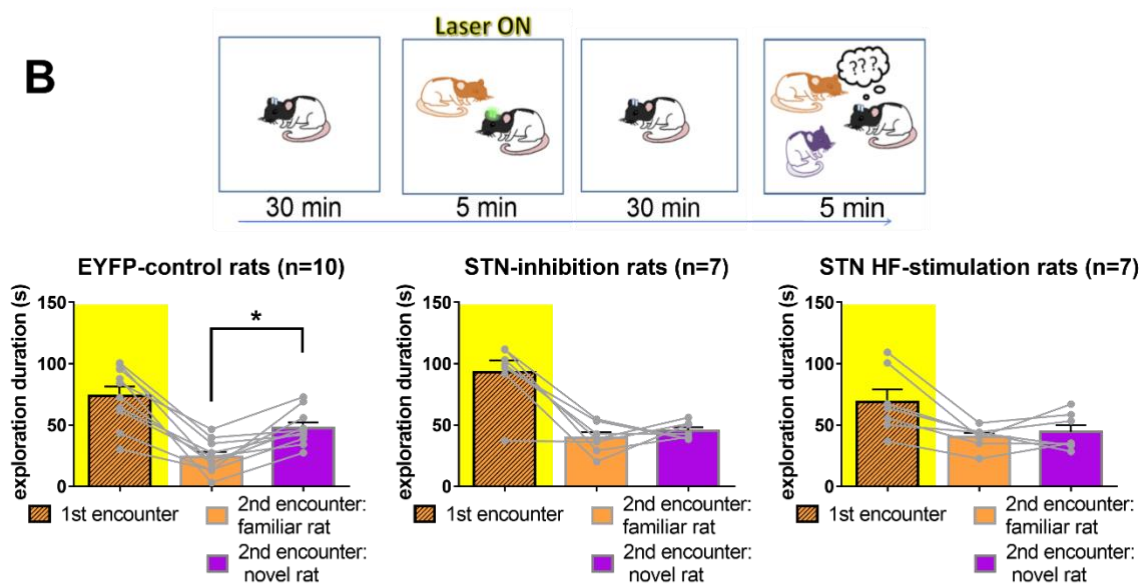 Laser ON
B
???
30 min
5 min
30 min
5 min
EYFP-control rats (n=10)
exploration duration (s)
150
100
50
0
*
1st encounter
2nd encounter:
familiar rat
2nd encounter:
novel rat
STN-inhibition rats (n=7)
exploration duration (s)
150
100
50
0
1st encounter
2nd encounter:
familiar rat
2nd encounter:
novel rat
STN HF-stimulation rats (n=7)
exploration duration (s)
150
100
50
0
1st encounter
2nd encounter:
familiar rat
2nd encounter:
novel rat